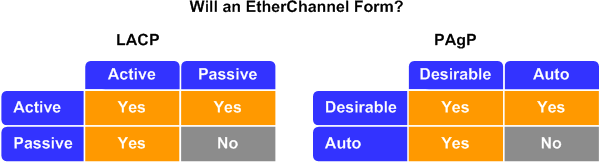 Will an EtherChannel Form?
LACP
Active Passive
Active Yes Yes
Passive Yes No
PAgP
Desirable Auto
Desirable Yes Yes
Auto Yes No